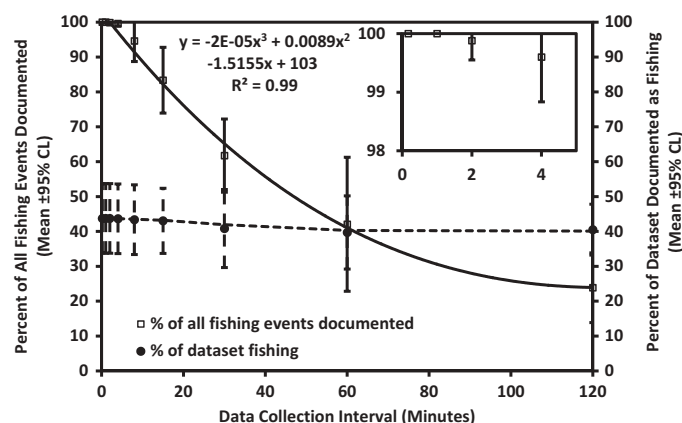 y = -2E-05x³ + 0.0089x²
-1.5155x + 103
R² = 0.99
Percent of All Fishing Events Documented
(Mean ±95% CL)
100
90
80
70
60
50
40
30
20
10
0
100
99
98
0 2 4
100
90
80
70
60
50
40
30
20
10
0
Percent of Dataset Documented as Fishing
(Mean ±95% CL)
% of all fishing events documented
% of dataset fishing
0 20 40 60 80 100 120
Data Collection Interval (Minutes)